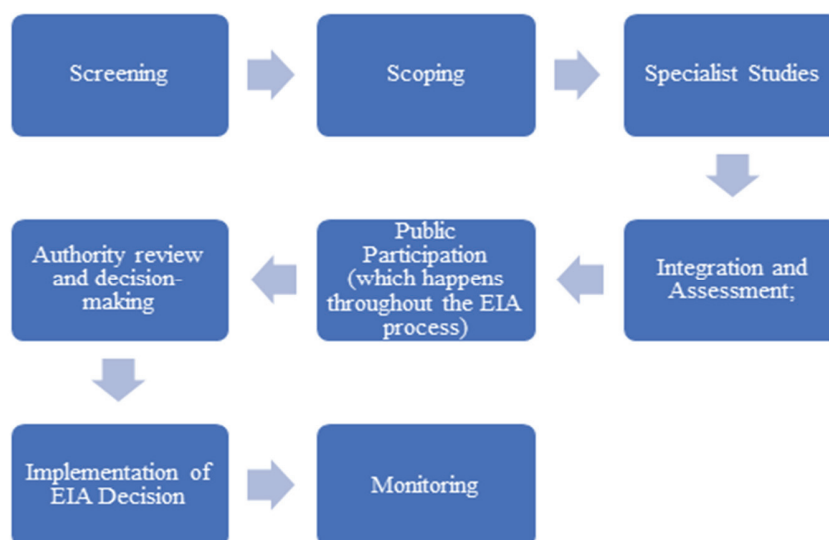 Screening
Scoping
Specialist Studies
Integration and
Assessment;
Public
Participation
(which happens
throughout the EIA
process)
Authority review
and decision-
making
Implementation of
EIA Decision
Monitoring